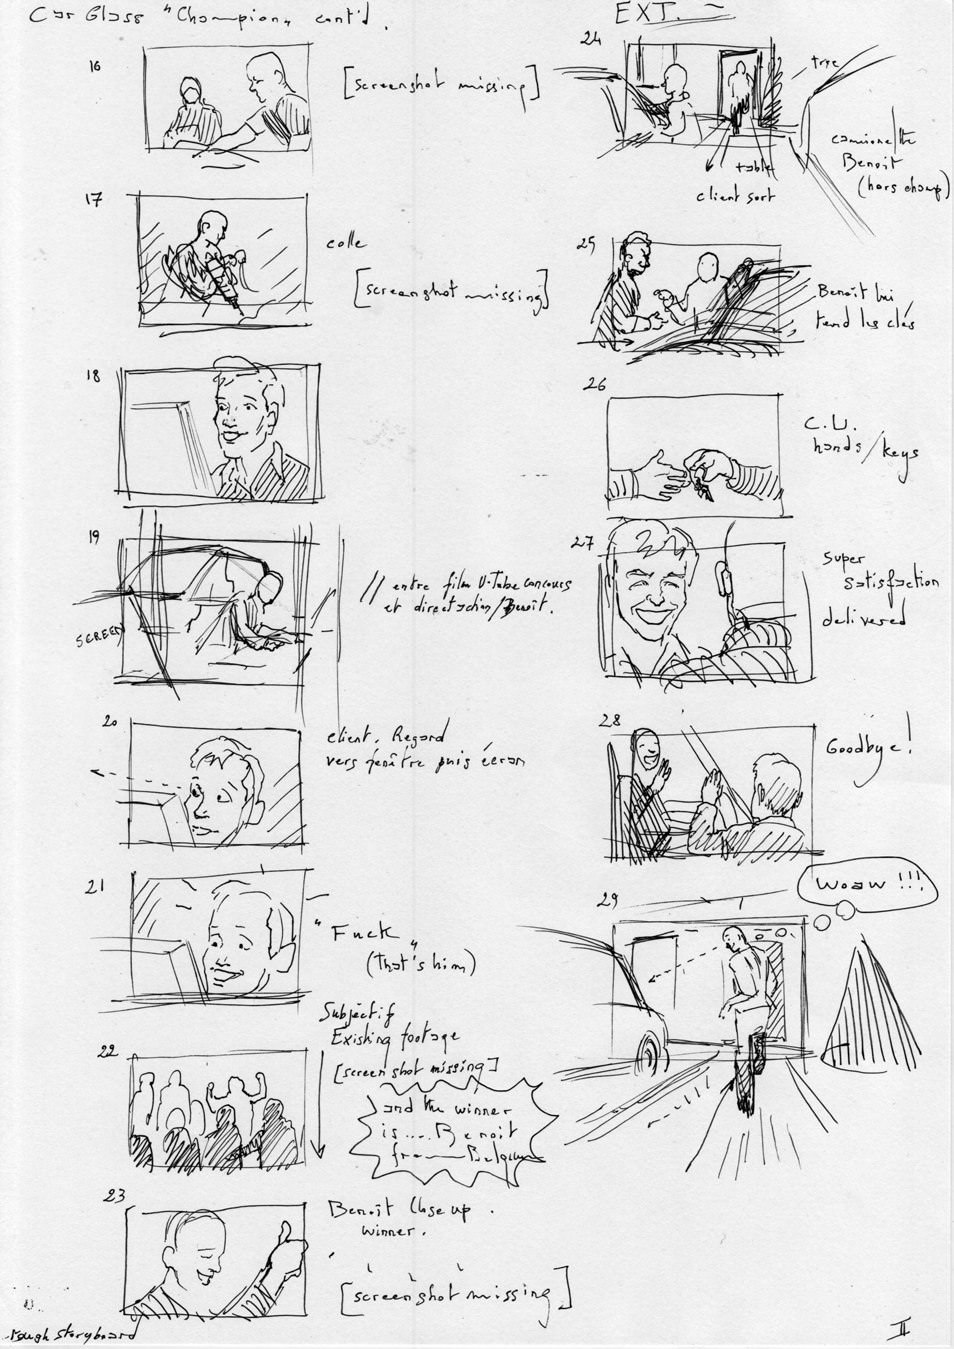 Car Glass "Champion" cont'd.
16
[screenshot missing]
17
colle
[screenshot missing]
18
19
SCREEN
// entre film U-Tube concours
et direct action/Benoît.
20
client. Regard
vers fenêtre puis écran
21
"Fuck"
(That's him)
Subjectif
Existing footage
[screenshot missing]
22
and the winner
is.... Benoit
from Belgium
23
Benoît Close up.
winner.
[screenshot missing]
rough storyboard
EXT.
24
tree
camionette
Benoit
(hors champ)
table
client sort
25
Benoît lui
tend les clés
26
C.U.
hands/keys
27
Super
satisfaction
delivered
28
Goodbye!
29
Woaw !!!
II